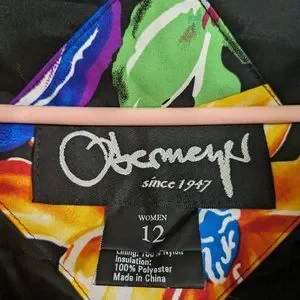 Obermeyer
since 1947
WOMEN
12
Lining: 100% Nylon
Insulation:
100% Polyester
Made in China